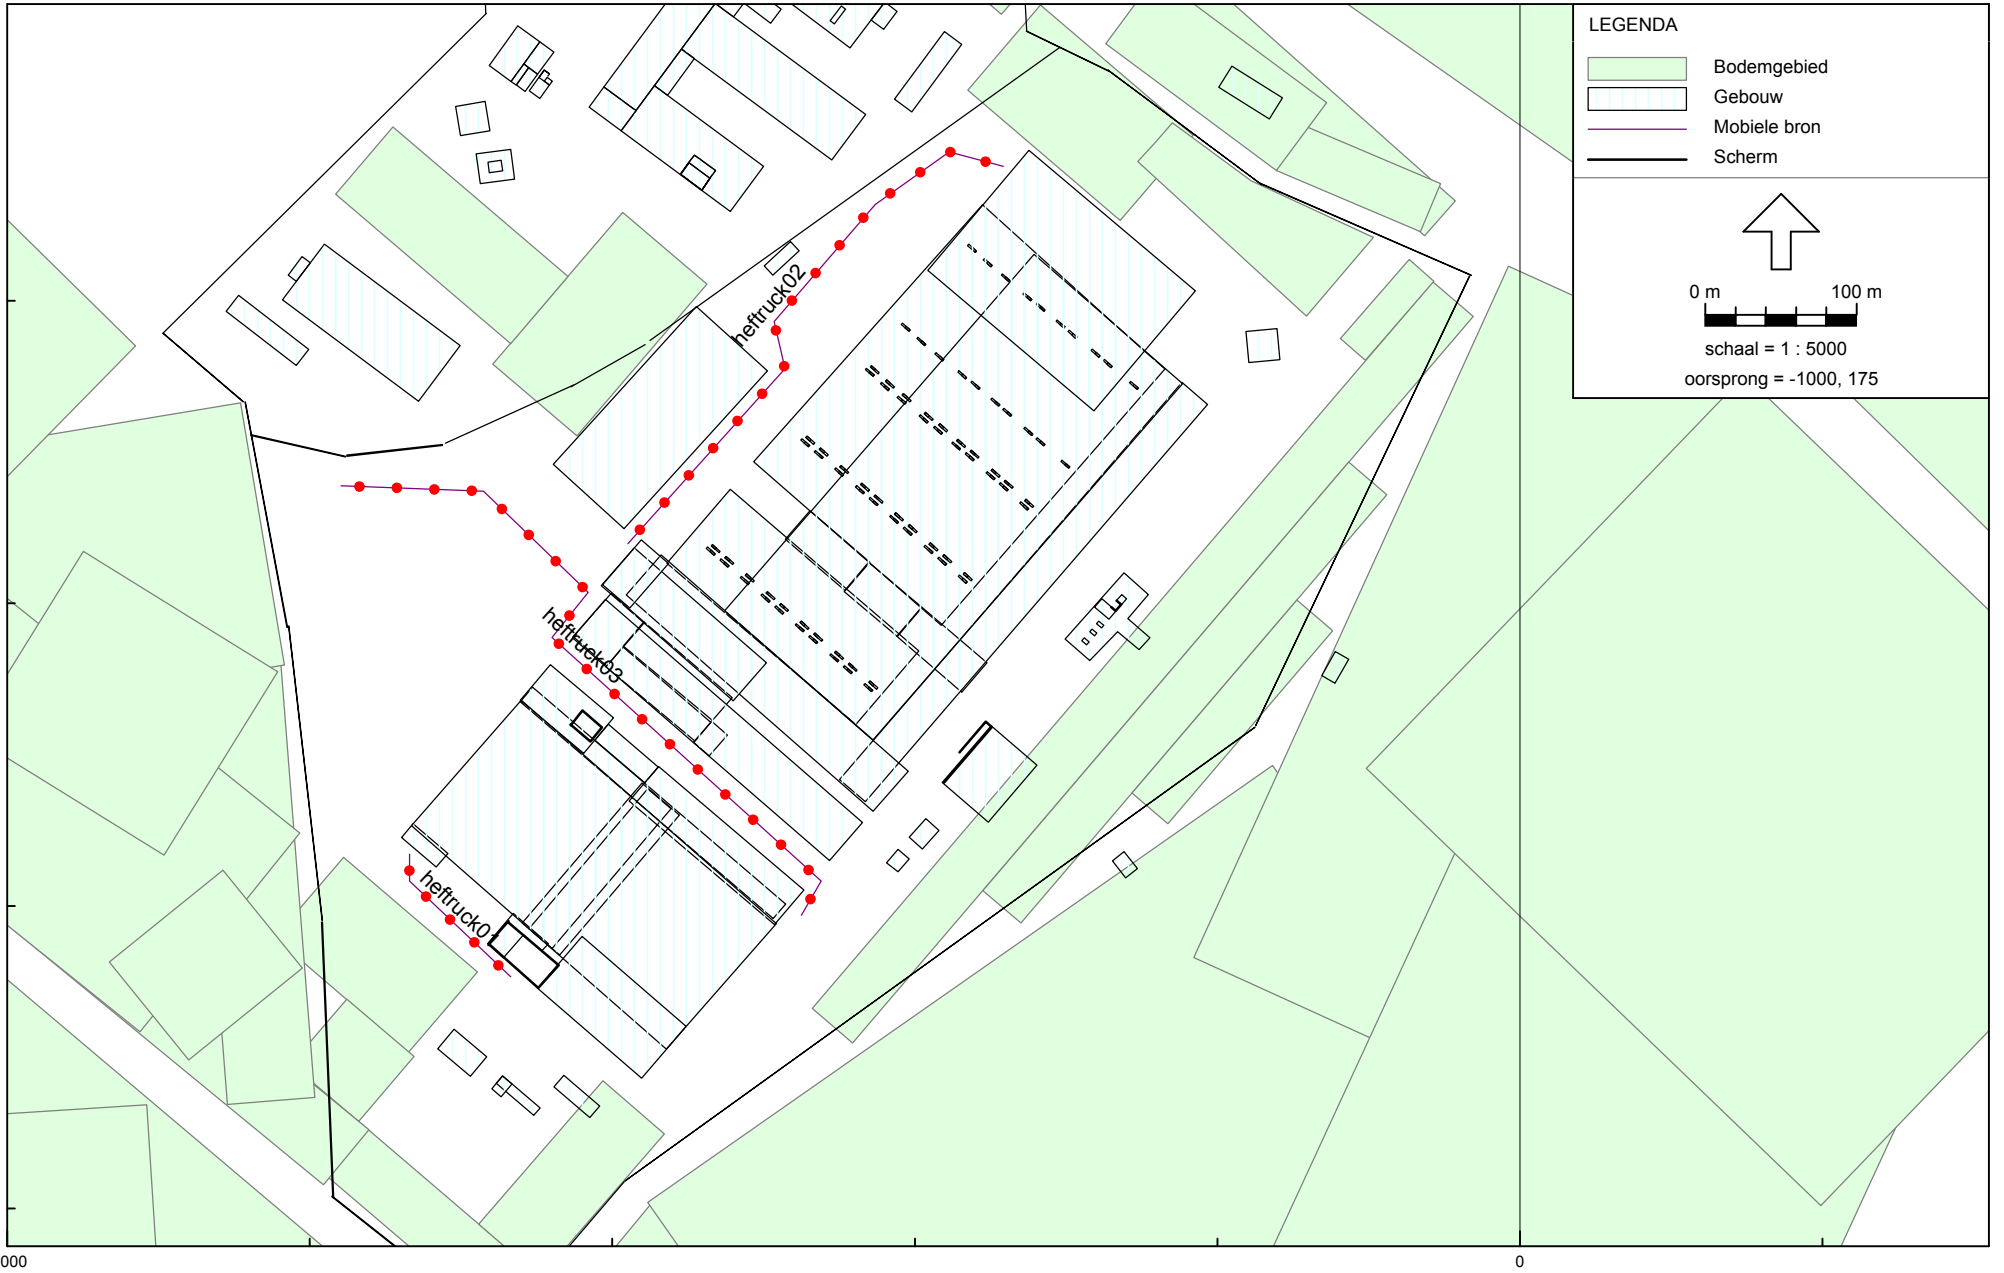 LEGENDA
Bodemgebied
Gebouw
Mobiele bron
Scherm
0 m 100 m
schaal = 1 : 5000
oorsprong = -1000, 175
heftruck02
heftruck03
heftruck01
000 0